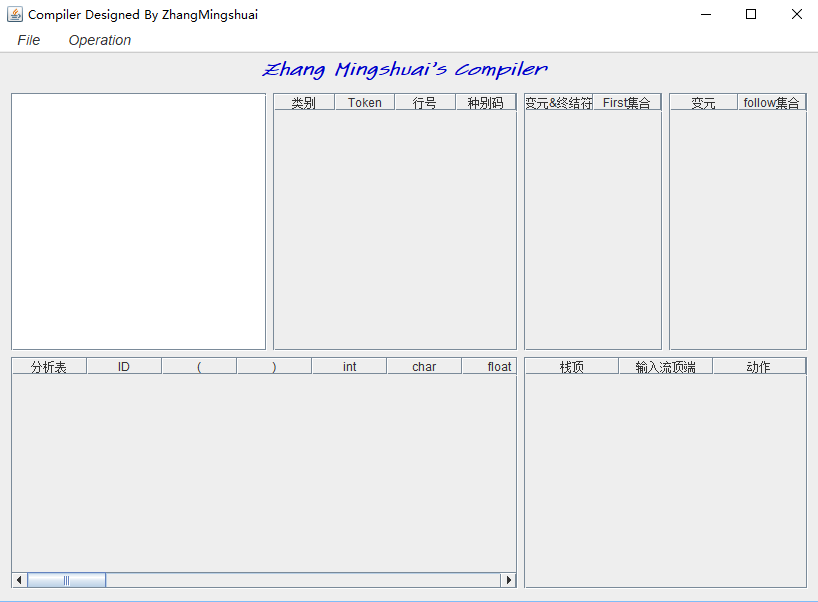 Compiler Designed By ZhangMingshuai
File Operation
Zhang Mingshuai's Compiler
类别 Token 行号 种别码 变元&终结符 First集合 变元 follow集合
分析表 ID ( ) int char float 栈顶 输入流顶端 动作